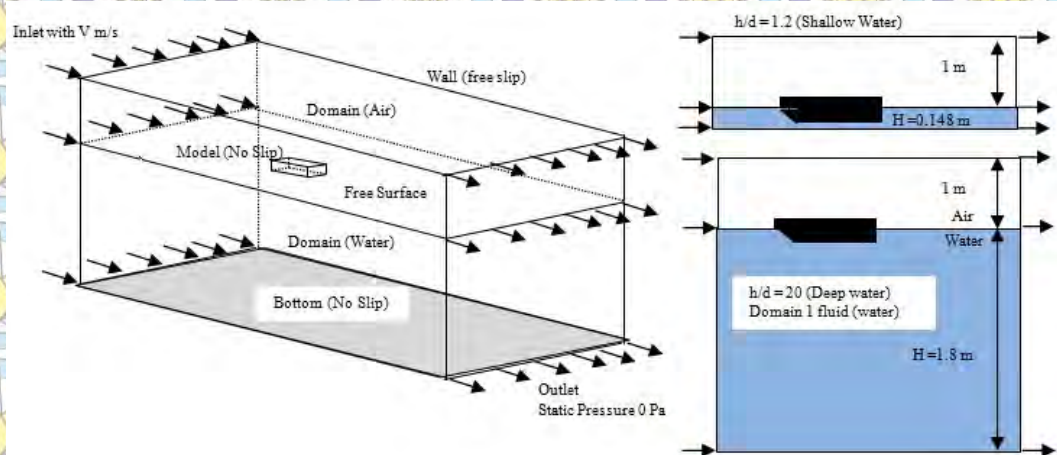 Inlet with V m/s
Wall (free slip)
Domain (Air)
Model (No Slip)
Free Surface
Domain (Water)
Bottom (No Slip)
Outlet
Static Pressure 0 Pa
h/d = 1.2 (Shallow Water)
1 m
H =0.148 m
1 m
Air
Water
h/d = 20 (Deep water)
Domain 1 fluid (water)
H =1.8 m